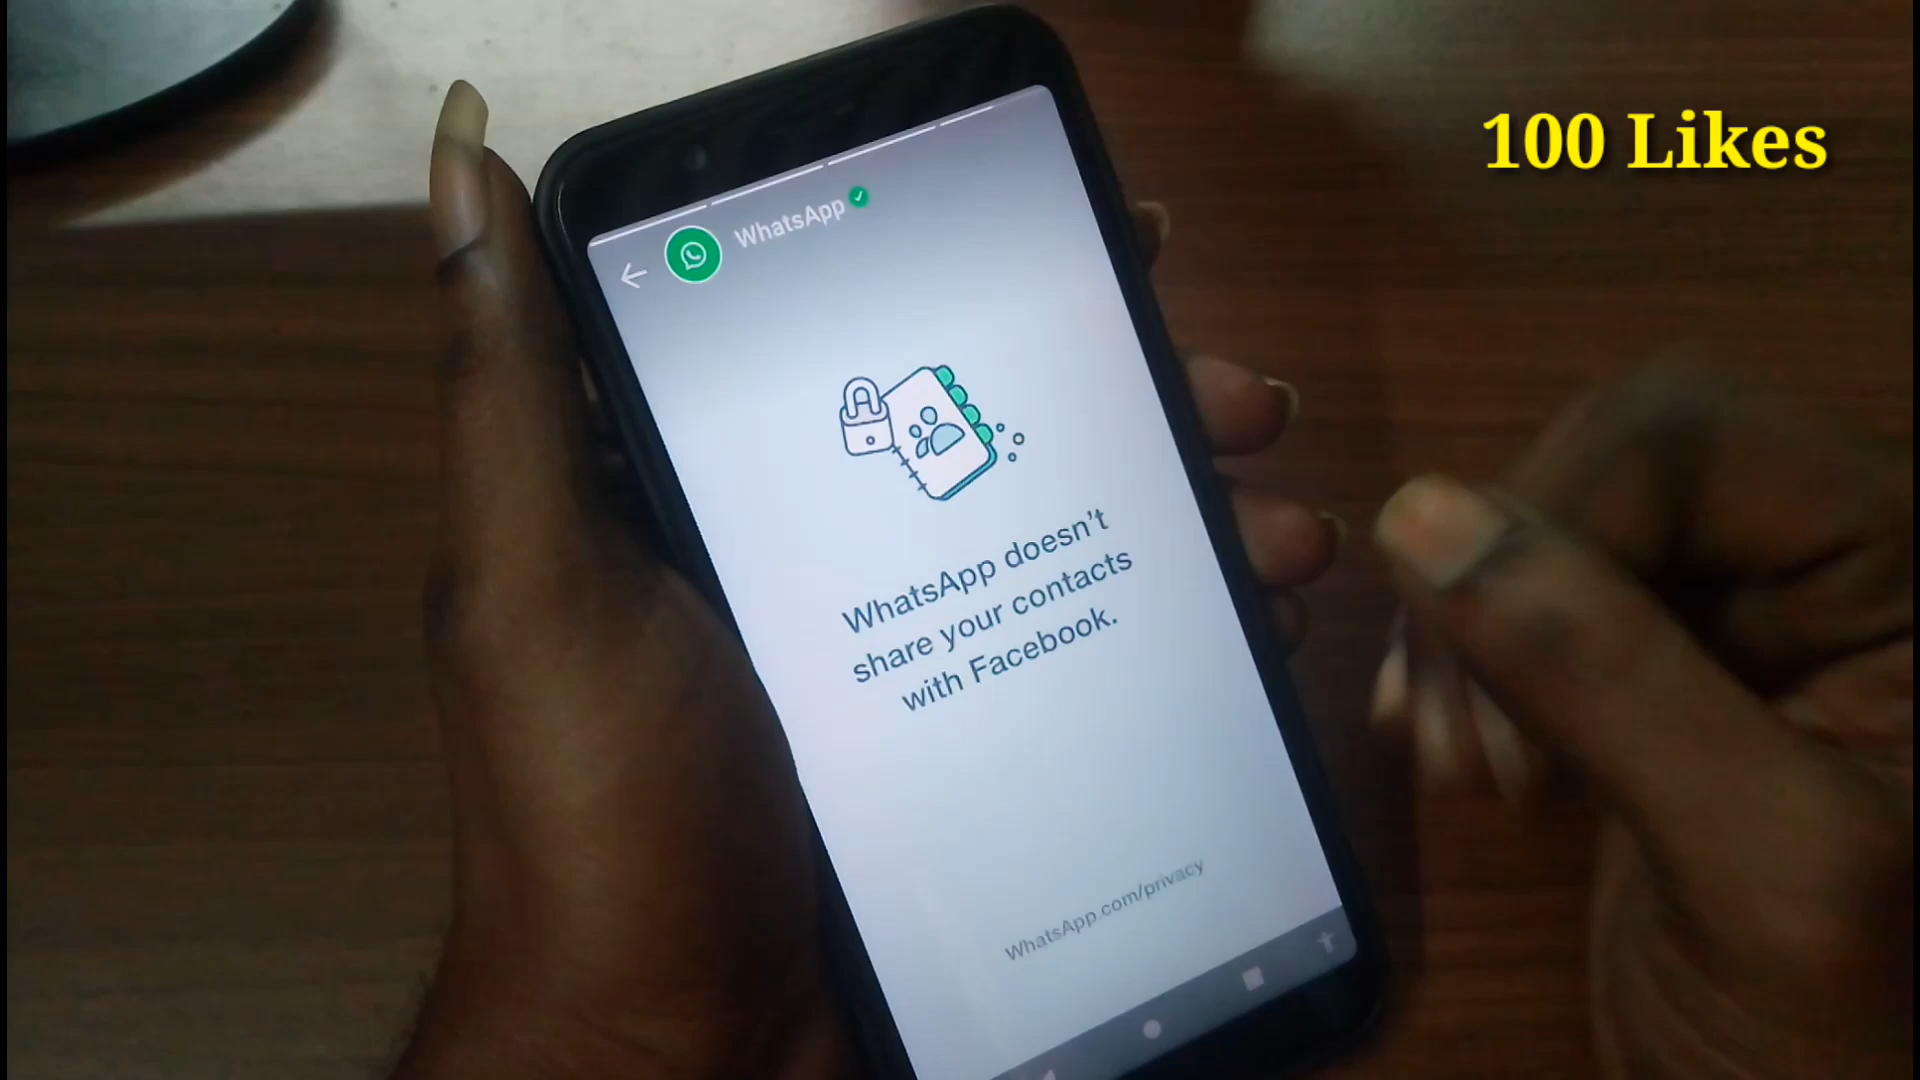 100 Likes
WhatsApp
WhatsApp doesn't
share your contacts
with Facebook.
WhatsApp.com/privacy